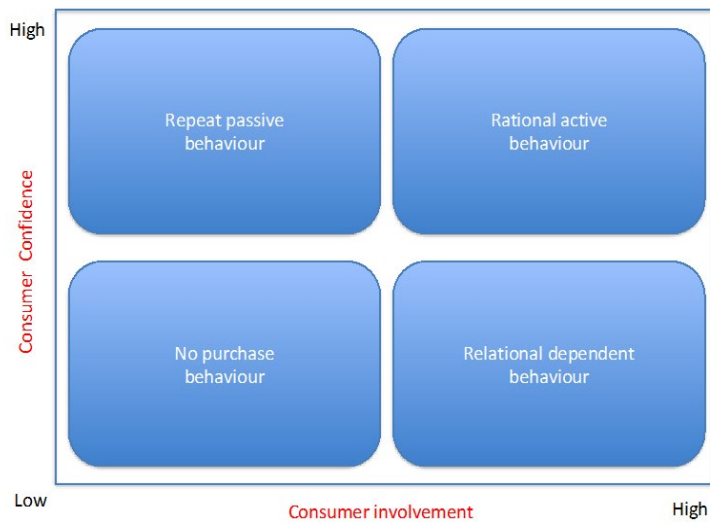 High
Repeat passive
behaviour
Rational active
behaviour
Consumer Confidence
No purchase
behaviour
Relational dependent
behaviour
Low
Consumer involvement
High